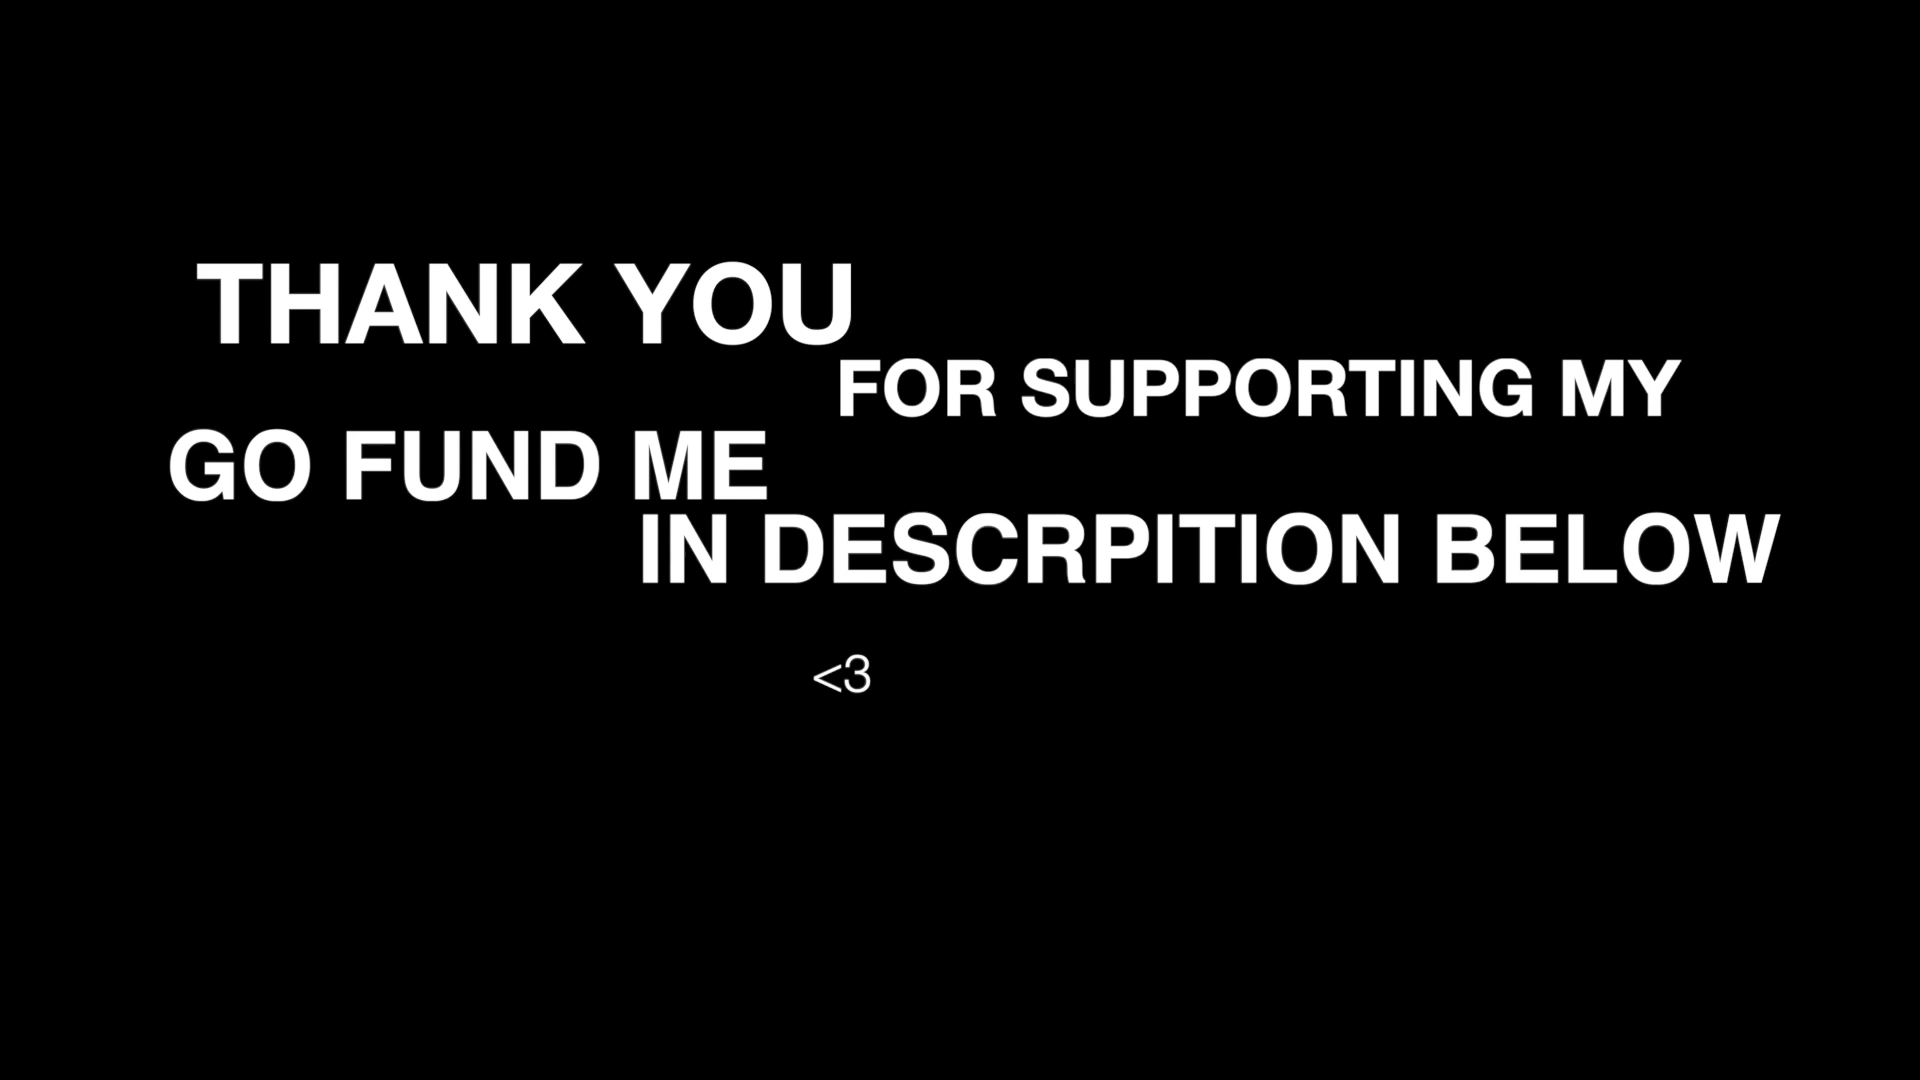 THANK YOU
FOR SUPPORTING MY
GO FUND ME
IN DESCRPITION BELOW
<3